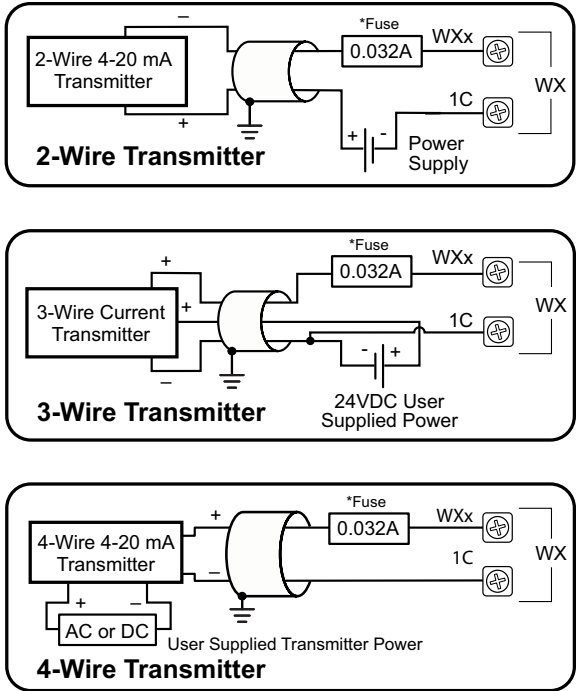 –
*Fuse
2-Wire 4-20 mA
Transmitter
0.032A
WXx
WX
1C
+
+ -
Power
Supply
2-Wire Transmitter
+
*Fuse
3-Wire Current
Transmitter
+
0.032A
WXx
WX
1C
–
- +
24VDC User
Supplied Power
3-Wire Transmitter
*Fuse
4-Wire 4-20 mA
Transmitter
+
0.032A
WXx
WX
1C
–
+ –
AC or DC
User Supplied Transmitter Power
4-Wire Transmitter